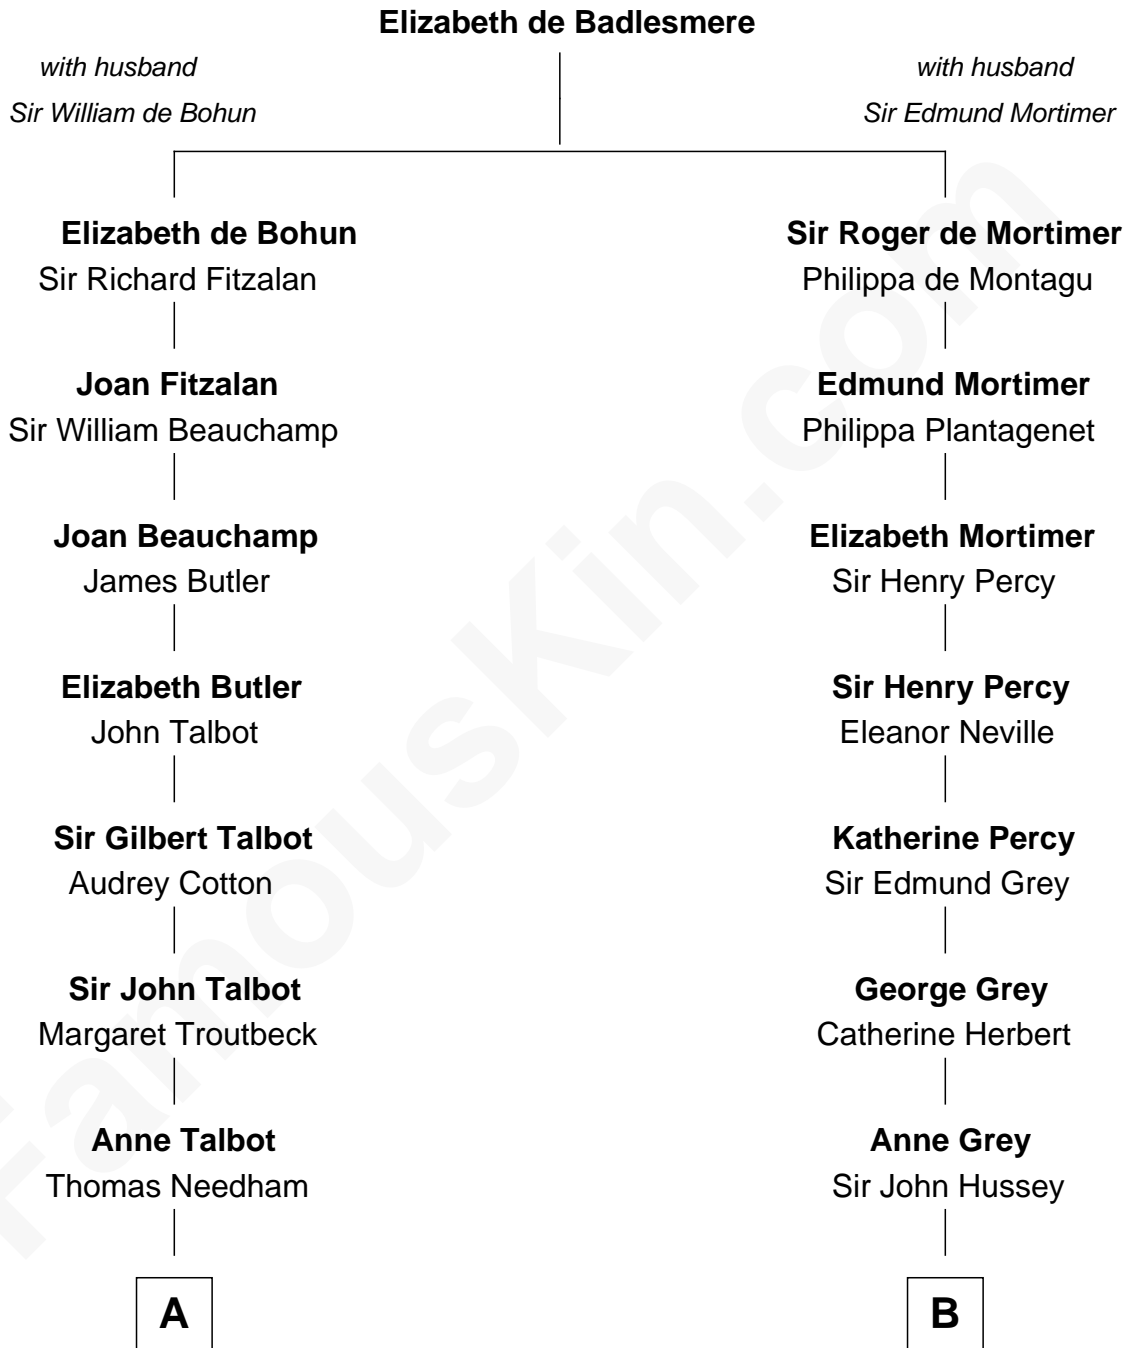 Elizabeth de Badlesmere
with husband
Sir William de Bohun
with husband
Sir Edmund Mortimer
Elizabeth de Bohun
Sir Richard Fitzalan
Joan Fitzalan
Sir William Beauchamp
Joan Beauchamp
James Butler
Elizabeth Butler
John Talbot
Sir Gilbert Talbot
Audrey Cotton
Sir John Talbot
Margaret Troutbeck
Anne Talbot
Thomas Needham
A
Sir Roger de Mortimer
Philippa de Montagu
Edmund Mortimer
Philippa Plantagenet
Elizabeth Mortimer
Sir Henry Percy
Sir Henry Percy
Eleanor Neville
Katherine Percy
Sir Edmund Grey
George Grey
Catherine Herbert
Anne Grey
Sir John Hussey
B
FamousKin.com